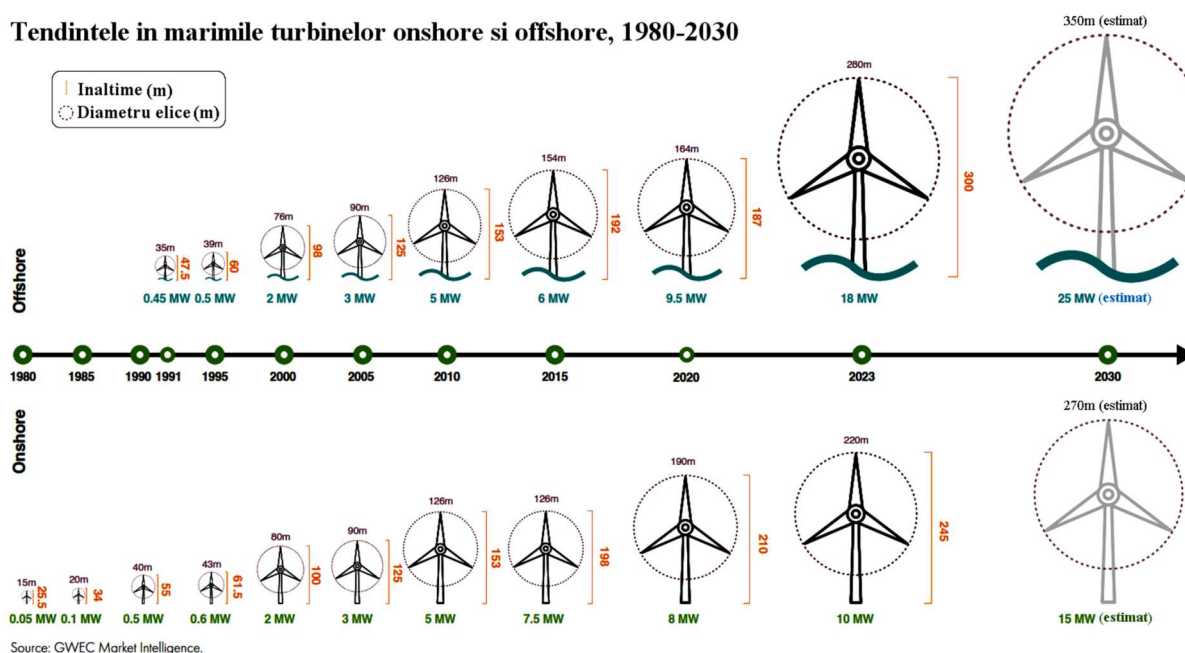 Tendintele in marimile turbinelor onshore si offshore, 1980-2030
Inaltime (m)
Diametru elice (m)
Offshore
35m 39m 76m 90m 126m 154m 164m 280m 350m (estimat)
47.5 60 98 125 153 192 187 300
0.45 MW 0.5 MW 2 MW 3 MW 5 MW 6 MW 9.5 MW 18 MW 25 MW (estimat)
1980 1985 1990 1991 1995 2000 2005 2010 2015 2020 2023 2030
Onshore
15m 20m 40m 43m 80m 90m 126m 126m 190m 220m 270m (estimat)
25.5 34 55 61.5 100 125 153 198 210 245
0.05 MW 0.1 MW 0.5 MW 0.6 MW 2 MW 3 MW 5 MW 7.5 MW 8 MW 10 MW 15 MW (estimat)
Source: GWEC Market Intelligence.